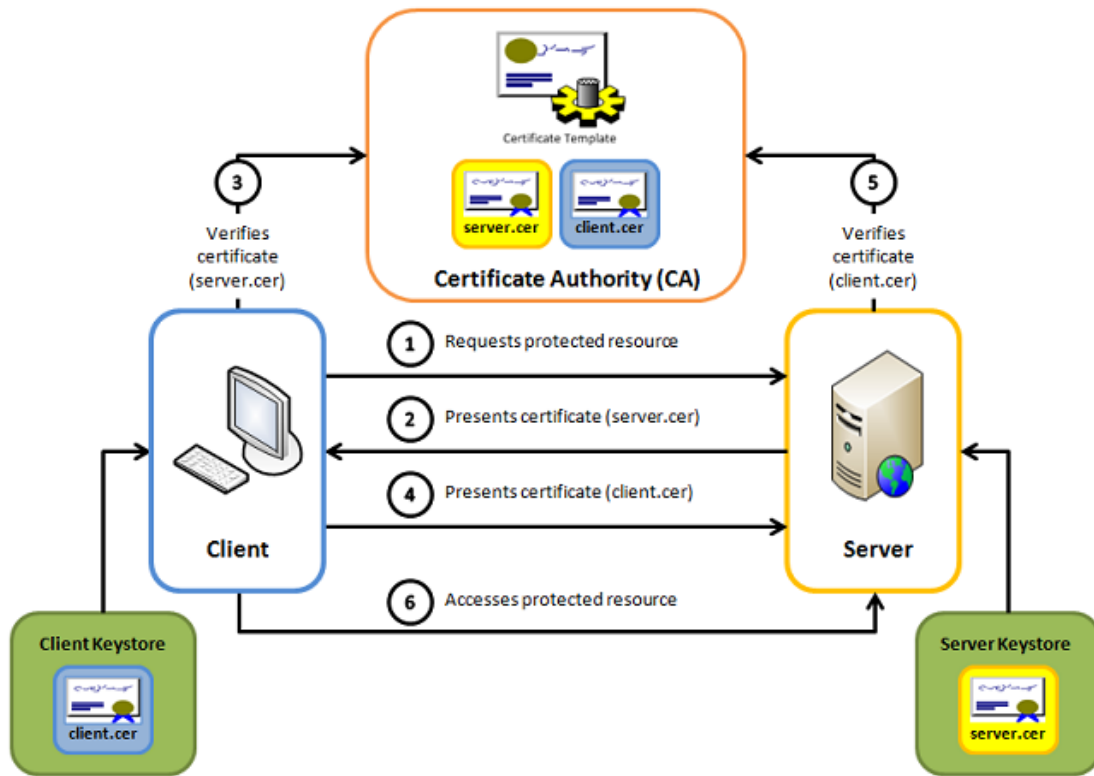 Certificate Template
server.cer
client.cer
Certificate Authority (CA)
3
Verifies
certificate
(server.cer)
5
Verifies
certificate
(client.cer)
1 Requests protected resource
2 Presents certificate (server.cer)
4 Presents certificate (client.cer)
Client
Server
6 Accesses protected resource
Client Keystore
client.cer
Server Keystore
server.cer